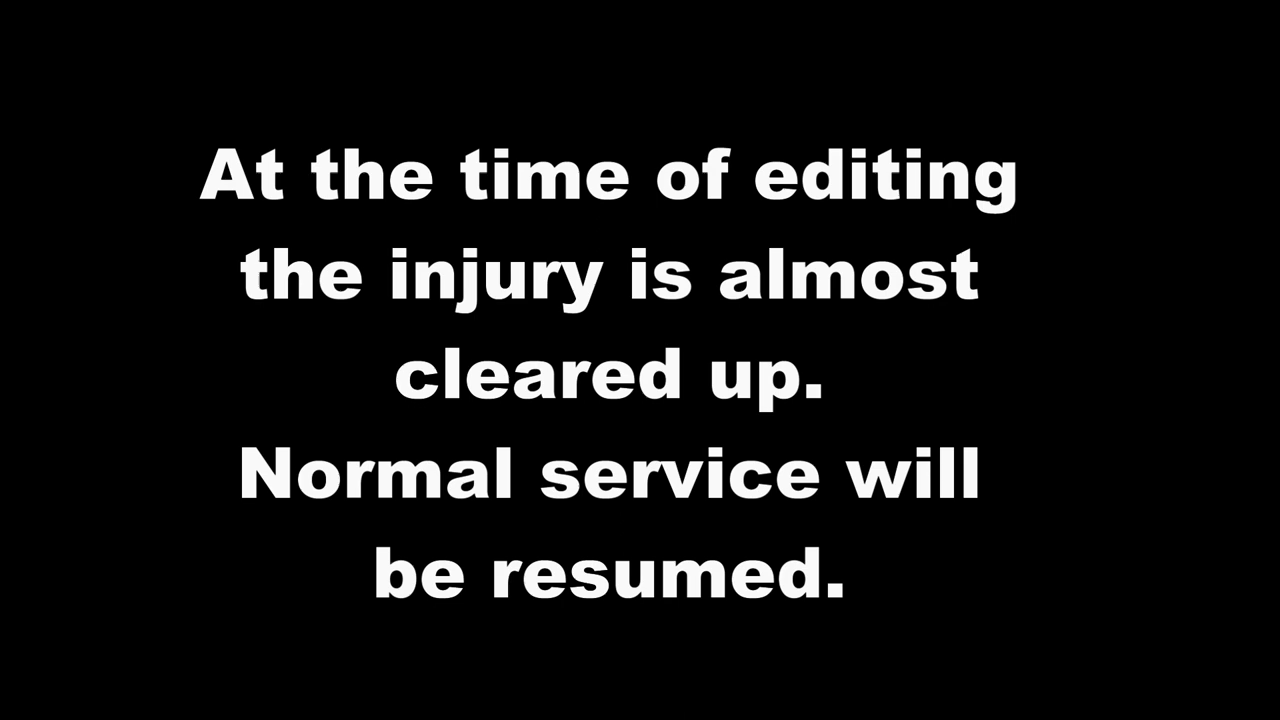 At the time of editing
the injury is almost
cleared up.
Normal service will
be resumed.